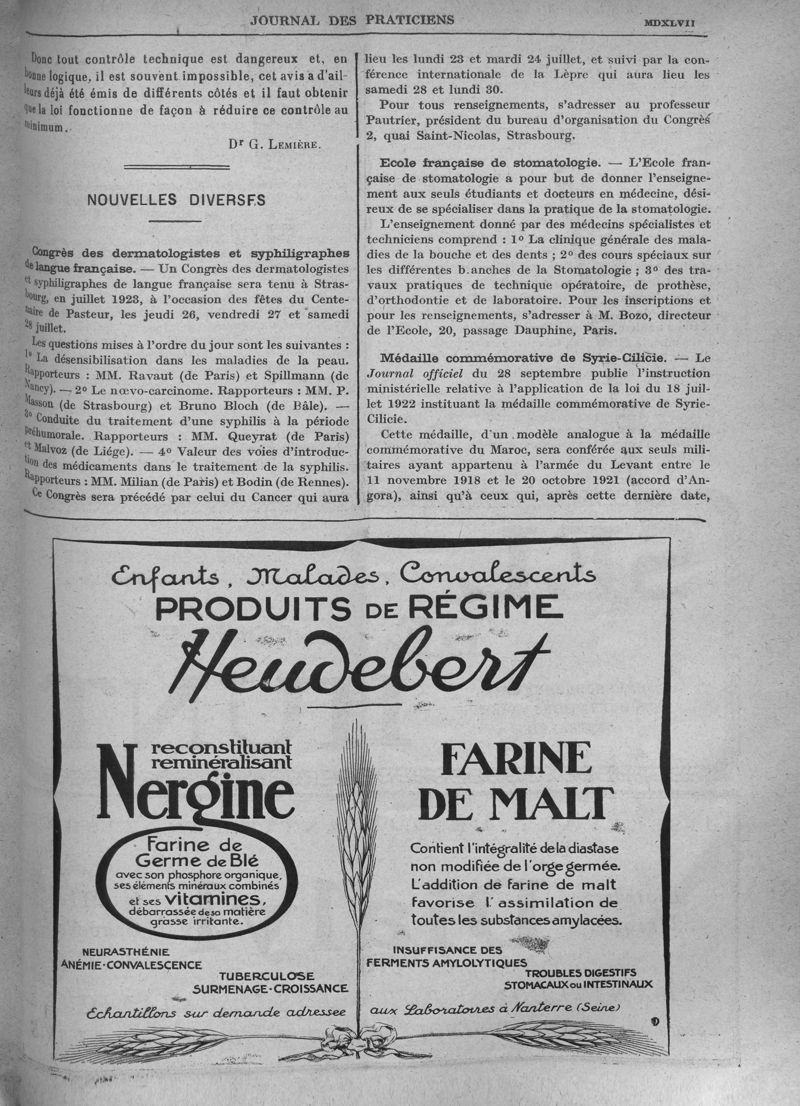 JOURNAL DES PRATICIENS
MDXLVII
Donc tout contrôle technique est dangereux et, en
bonne logique, il est souvent impossible, cet avis a d'ail-
leurs déjà été émis de différents côtés et il faut obtenir
que la loi fonctionne de façon à réduire ce contrôle au
minimum.
Dr G. LEMIÈRE.
NOUVELLES DIVERSES
Congrès des dermatologistes et syphiligraphes
de langue française. — Un Congrès des dermatologistes
et syphiligraphes de langue française sera tenu à Stras-
bourg, en juillet 1923, à l'occasion des fêtes du Cente-
naire de Pasteur, les jeudi 26, vendredi 27 et samedi
28 juillet.
Les questions mises à l'ordre du jour sont les suivantes :
1º La désensibilisation dans les maladies de la peau.
Rapporteurs : MM. Ravaut (de Paris) et Spillmann (de
Nancy). — 2º Le nœvo-carcinome. Rapporteurs : MM. P.
Masson (de Strasbourg) et Bruno Bloch (de Bâle). —
3º Conduite du traitement d'une syphilis à la période
préhumorale. Rapporteurs : MM. Queyrat (de Paris)
et Malvoz (de Liége). — 4º Valeur des voies d'introduc-
tion des médicaments dans le traitement de la syphilis.
Rapporteurs : MM. Milian (de Paris) et Bodin (de Rennes).
Ce Congrès sera précédé par celui du Cancer qui aura
lieu les lundi 23 et mardi 24 juillet, et suivi par la con-
férence internationale de la Lèpre qui aura lieu les
samedi 28 et lundi 30.
Pour tous renseignements, s'adresser au professeur
Pautrier, président du bureau d'organisation du Congrès
2, quai Saint-Nicolas, Strasbourg.
Ecole française de stomatologie. — L'Ecole fran-
çaise de stomatologie a pour but de donner l'enseigne-
ment aux seuls étudiants et docteurs en médecine, dési-
reux de se spécialiser dans la pratique de la stomatologie.
L'enseignement donné par des médecins spécialistes et
techniciens comprend : 1º La clinique générale des mala-
dies de la bouche et des dents ; 2º des cours spéciaux sur
les différentes b.anches de la Stomatologie ; 3º des tra-
vaux pratiques de technique opératoire, de prothèse,
d'orthodontie et de laboratoire. Pour les inscriptions et
pour les renseignements, s'adresser à M. Bozo, directeur
de l'Ecole, 20, passage Dauphine, Paris.
Médaille commémorative de Syrie-Cilicie. — Le
Journal officiel du 28 septembre publie l'instruction
ministérielle relative à l'application de la loi du 18 juil-
let 1922 instituant la médaille commémorative de Syrie-
Cilicie.
Cette médaille, d'un modèle analogue à la médaille
commémorative du Maroc, sera conférée aux seuls mili-
taires ayant appartenu à l'armée du Levant entre le
11 novembre 1918 et le 20 octobre 1921 (accord d'An-
gora), ainsi qu'à ceux qui, après cette dernière date,
Enfants, Malades, Convalescents
PRODUITS DE RÉGIME
Heudebert
reconstituant
reminéralisant
Nergine
Farine de
Germe de Blé
avec son phosphore organique,
ses éléments minéraux combinés
et ses vitamines,
débarrassée de sa matière
grasse irritante.
NEURASTHÉNIE
ANÉMIE-CONVALESCENCE
TUBERCULOSE
SURMENAGE-CROISSANCE
FARINE
DE MALT
Contient l'intégralité de la diastase
non modifiée de l'orge germée.
L'addition de farine de malt
favorise l'assimilation de
toutes les substances amylacées.
INSUFFISANCE DES
FERMENTS AMYLOLYTIQUES
TROUBLES DIGESTIFS
STOMACAUX ou INTESTINAUX
Échantillons sur demande adressée aux Laboratoires à Nanterre (Seine)